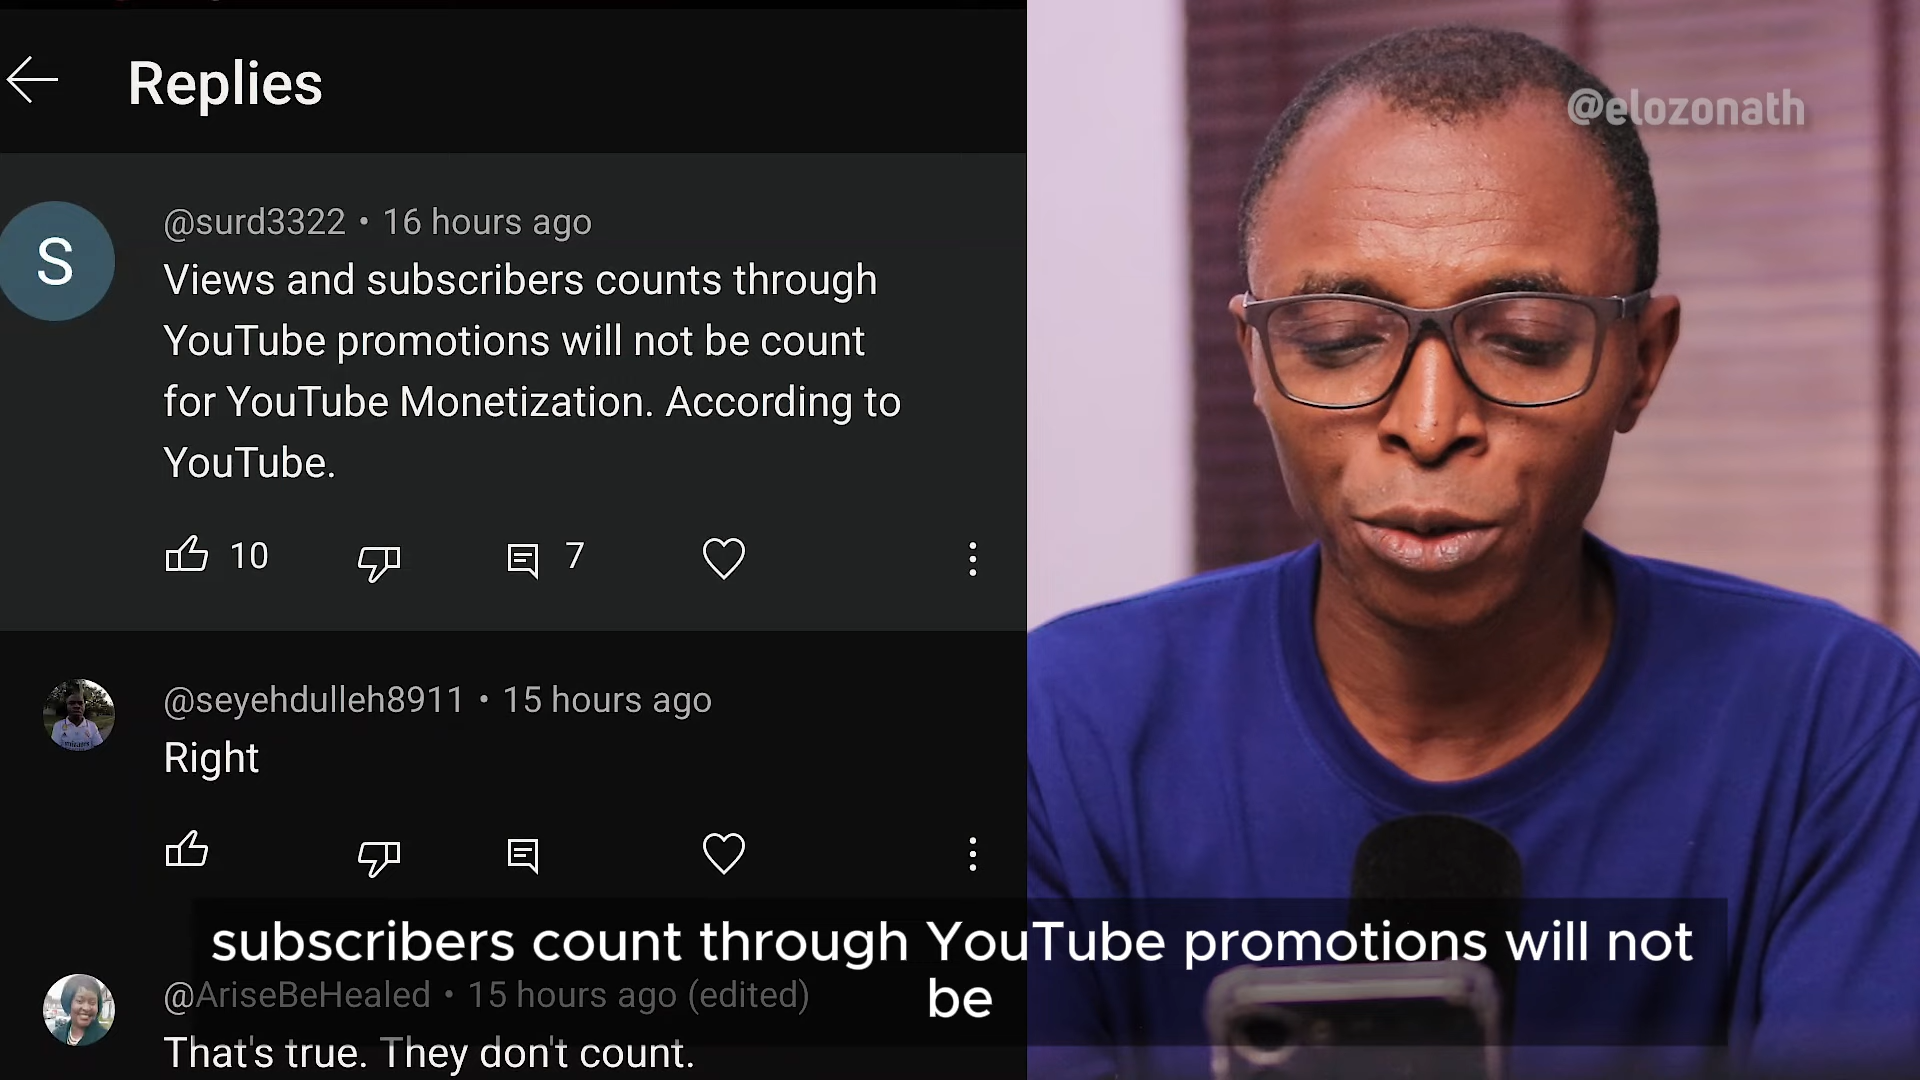 Replies
@elozonath
@surd3322 • 16 hours ago
Views and subscribers counts through
YouTube promotions will not be count
for YouTube Monetization. According to
YouTube.
S
10
7
@seyehdulleh8911 • 15 hours ago
Right
subscribers count through YouTube promotions will not
be
@AriseBeHealed • 15 hours ago (edited)
That's true. They don't count.